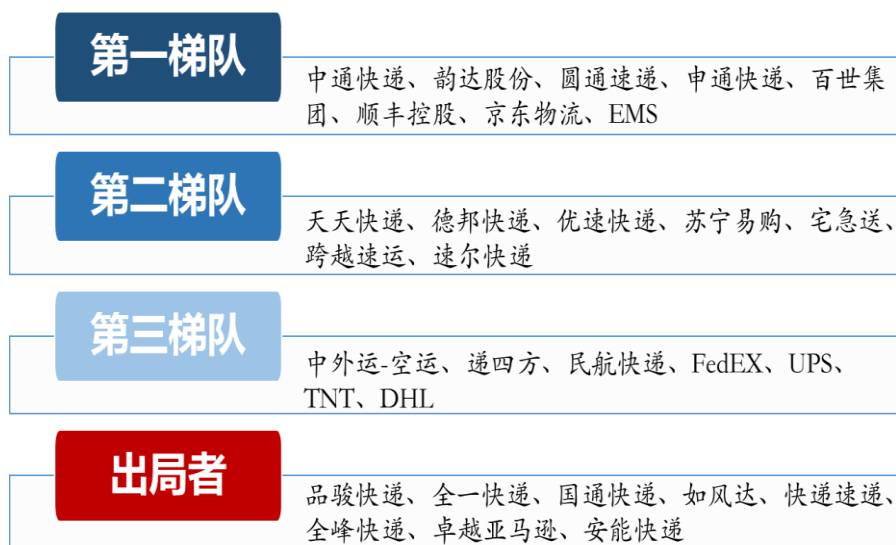 第一梯队
中通快递、韵达股份、圆通速递、申通快递、百世集
团、顺丰控股、京东物流、EMS
第二梯队
天天快递、德邦快递、优速快递、苏宁易购、宅急送、
跨越速运、速尔快递
第三梯队
中外运-空运、递四方、民航快递、FedEX、UPS、
TNT、DHL
出局者
品骏快递、全一快递、国通快递、如风达、快递速递、
全峰快递、卓越亚马逊、安能快递